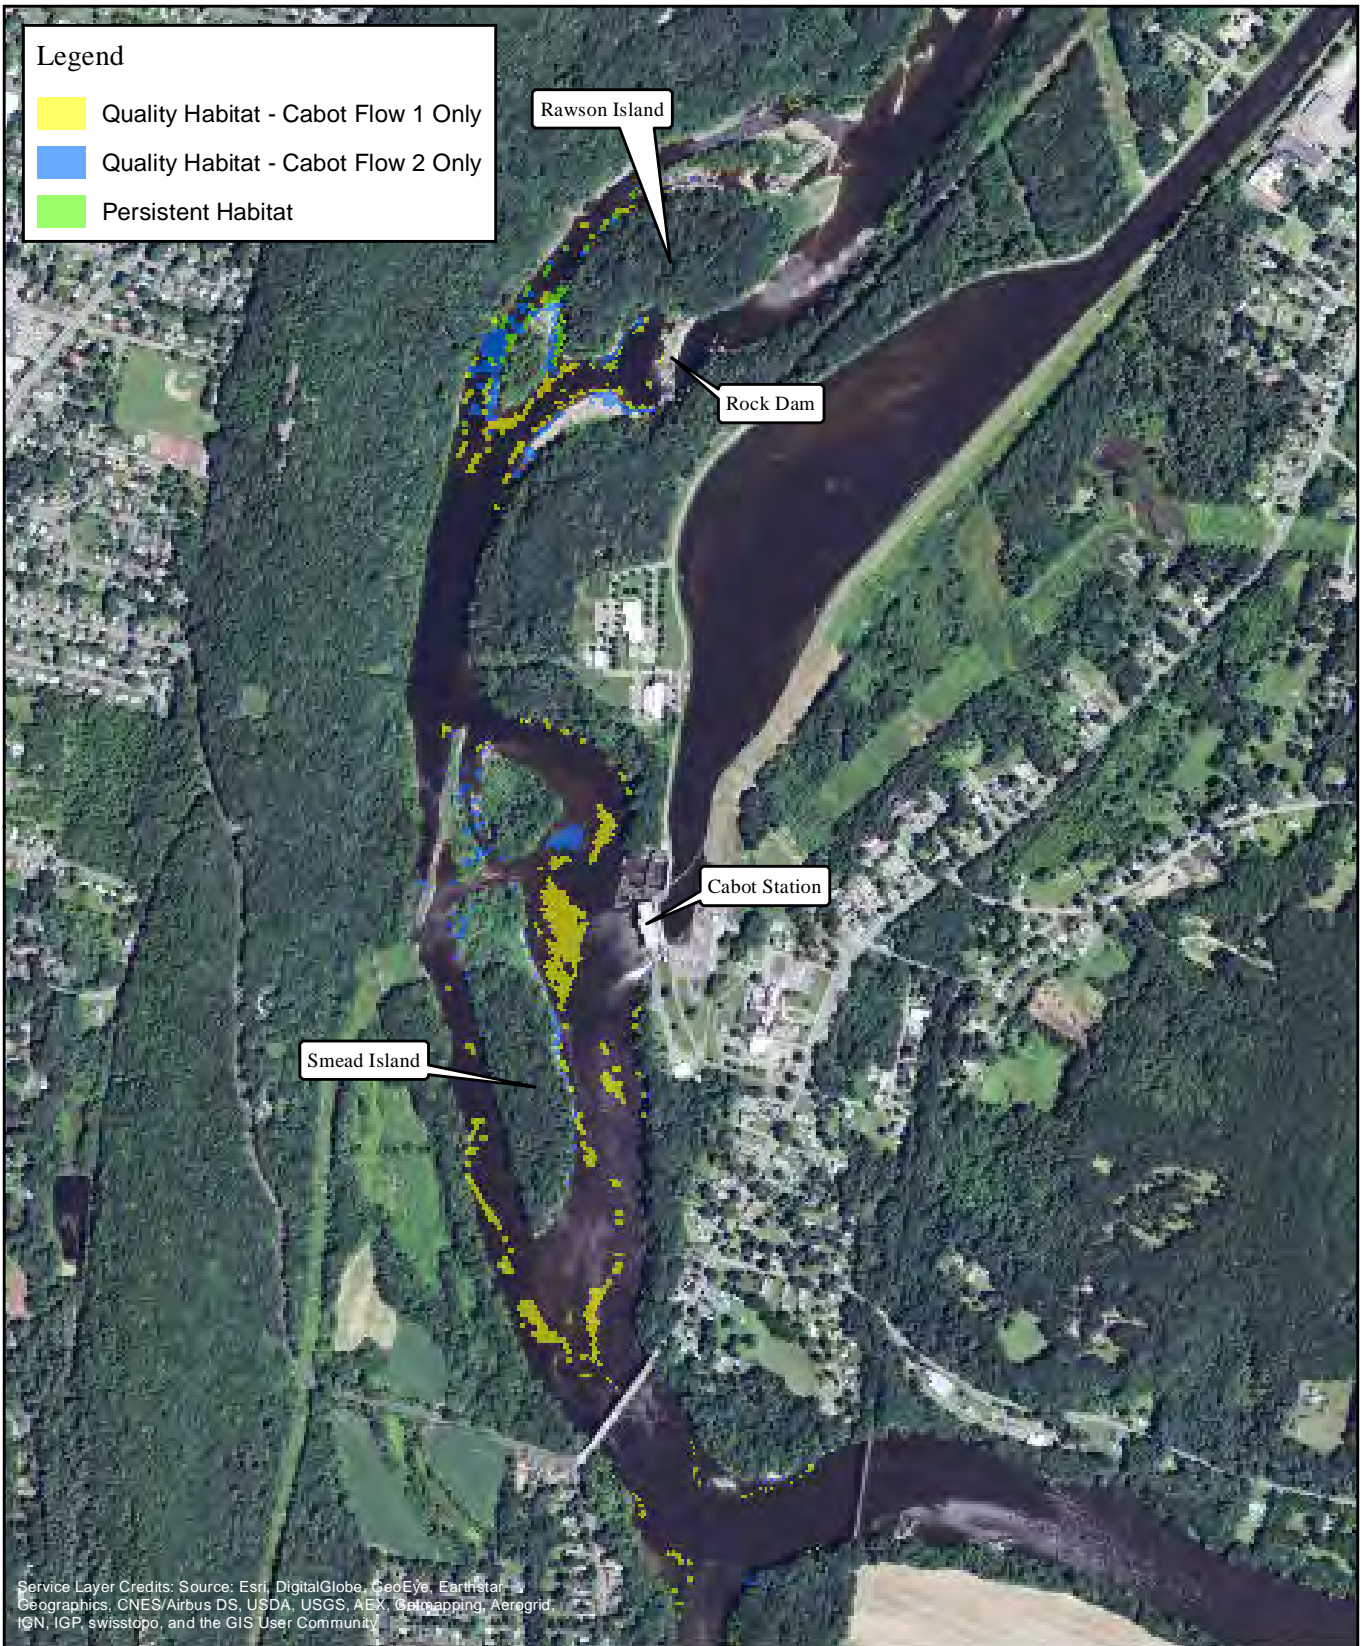 Legend
Quality Habitat - Cabot Flow 1 Only
Quality Habitat - Cabot Flow 2 Only
Persistent Habitat
Rawson Island
Rock Dam
Cabot Station
Smead Island
Service Layer Credits: Source: Esri, DigitalGlobe, GeoEye, Earthstar
Geographics, CNES/Airbus DS, USDA, USGS, AEX, Getmapping, Aerogrid,
IGN, IGP, swisstopo, and the GIS User Community